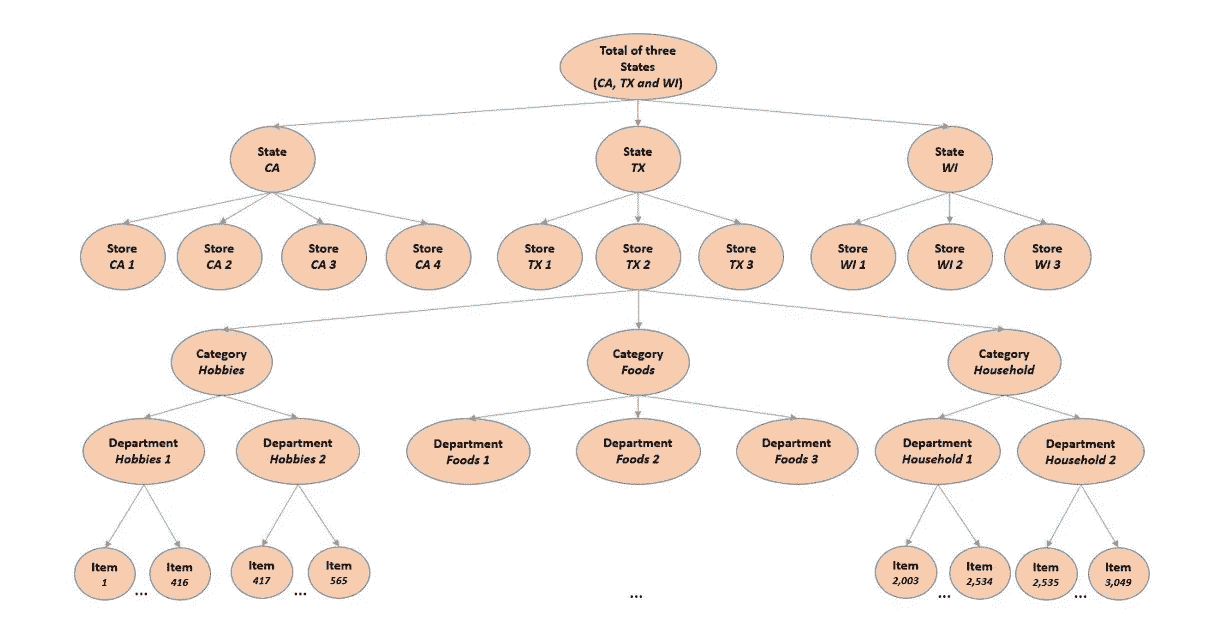 Total of three
States
(CA, TX and WI)
State
CA
State
TX
State
WI
Store
CA 1
Store
CA 2
Store
CA 3
Store
CA 4
Store
TX 1
Store
TX 2
Store
TX 3
Store
WI 1
Store
WI 2
Store
WI 3
Category
Hobbies
Category
Foods
Category
Household
Department
Hobbies 1
Department
Hobbies 2
Department
Foods 1
Department
Foods 2
Department
Foods 3
Department
Household 1
Department
Household 2
Item
1
...
Item
416
Item
417
...
Item
565
...
Item
2,003
...
Item
2,534
Item
2,535
...
Item
3,049